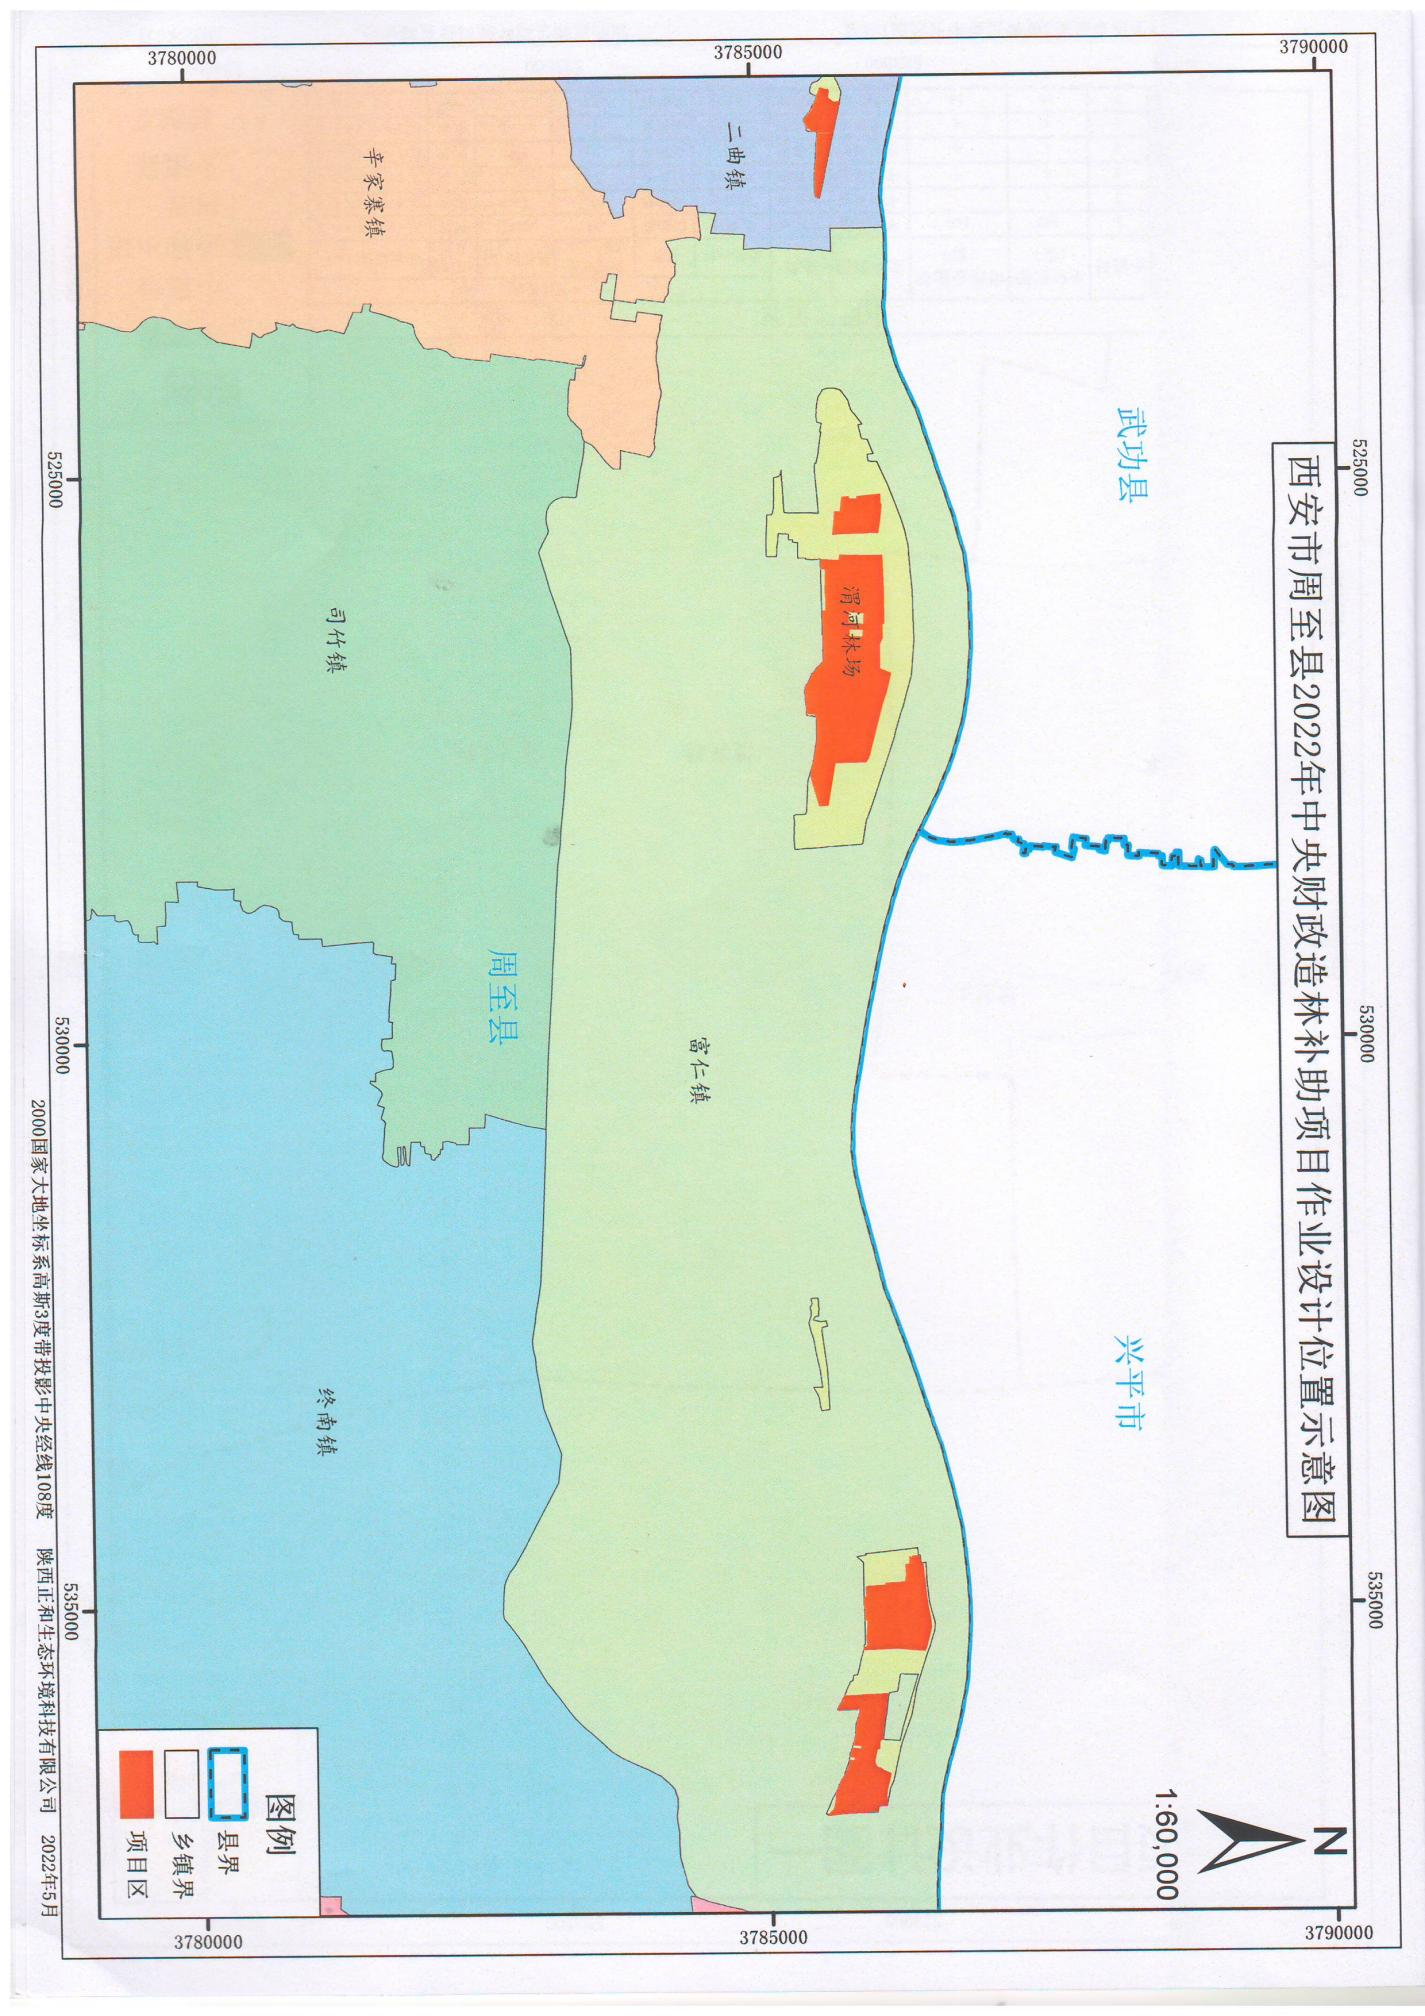 西安市周至县2022年中央财政造林补助项目作业设计位置示意图
525000
530000
535000
3790000
3790000
N
1:60,000
武功县
兴平市
3785000
3785000
二曲镇
渭河林场
富仁镇
周至县
辛家寨镇
司竹镇
终南镇
3780000
3780000
图例
县界
乡镇界
项目区
525000
530000
535000
2000国家大地坐标系高斯3度带投影中央经线108度 陕西正和生态环境科技有限公司 2022年5月